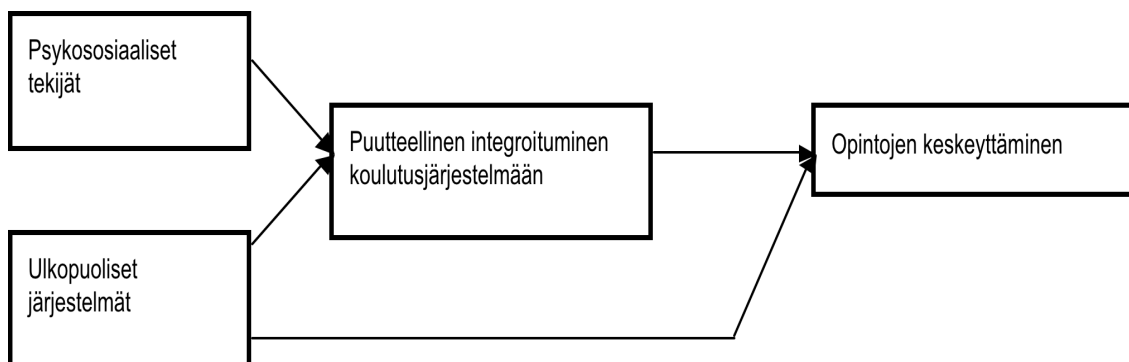 Psykososiaaliset
tekijät
Puutteellinen integroituminen
koulutusjärjestelmään
Opintojen keskeyttäminen
Ulkopuoliset
järjestelmät